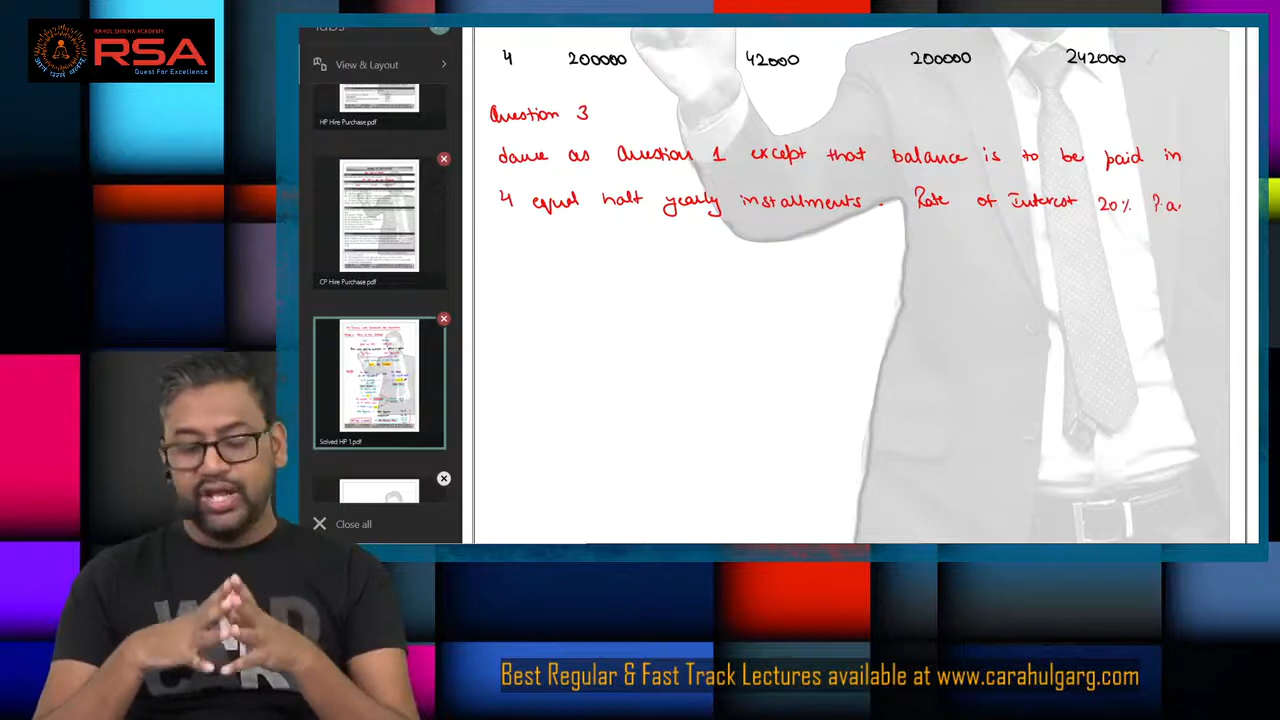 RAHUL SHIKHA ACADEMY
RSA
Quest For Excellence
View & Layout
HP Hire Purchase.pdf
CP Hire Purchase.pdf
Solved HP 1.pdf
Close all
4 200000 42000 200000 242000
Question 3
Same as Question 1 except that balance is to be paid in
4 equal half yearly installments. Rate of Interest 20% P.a.
Best Regular & Fast Track Lectures available at www.carahulgarg.com